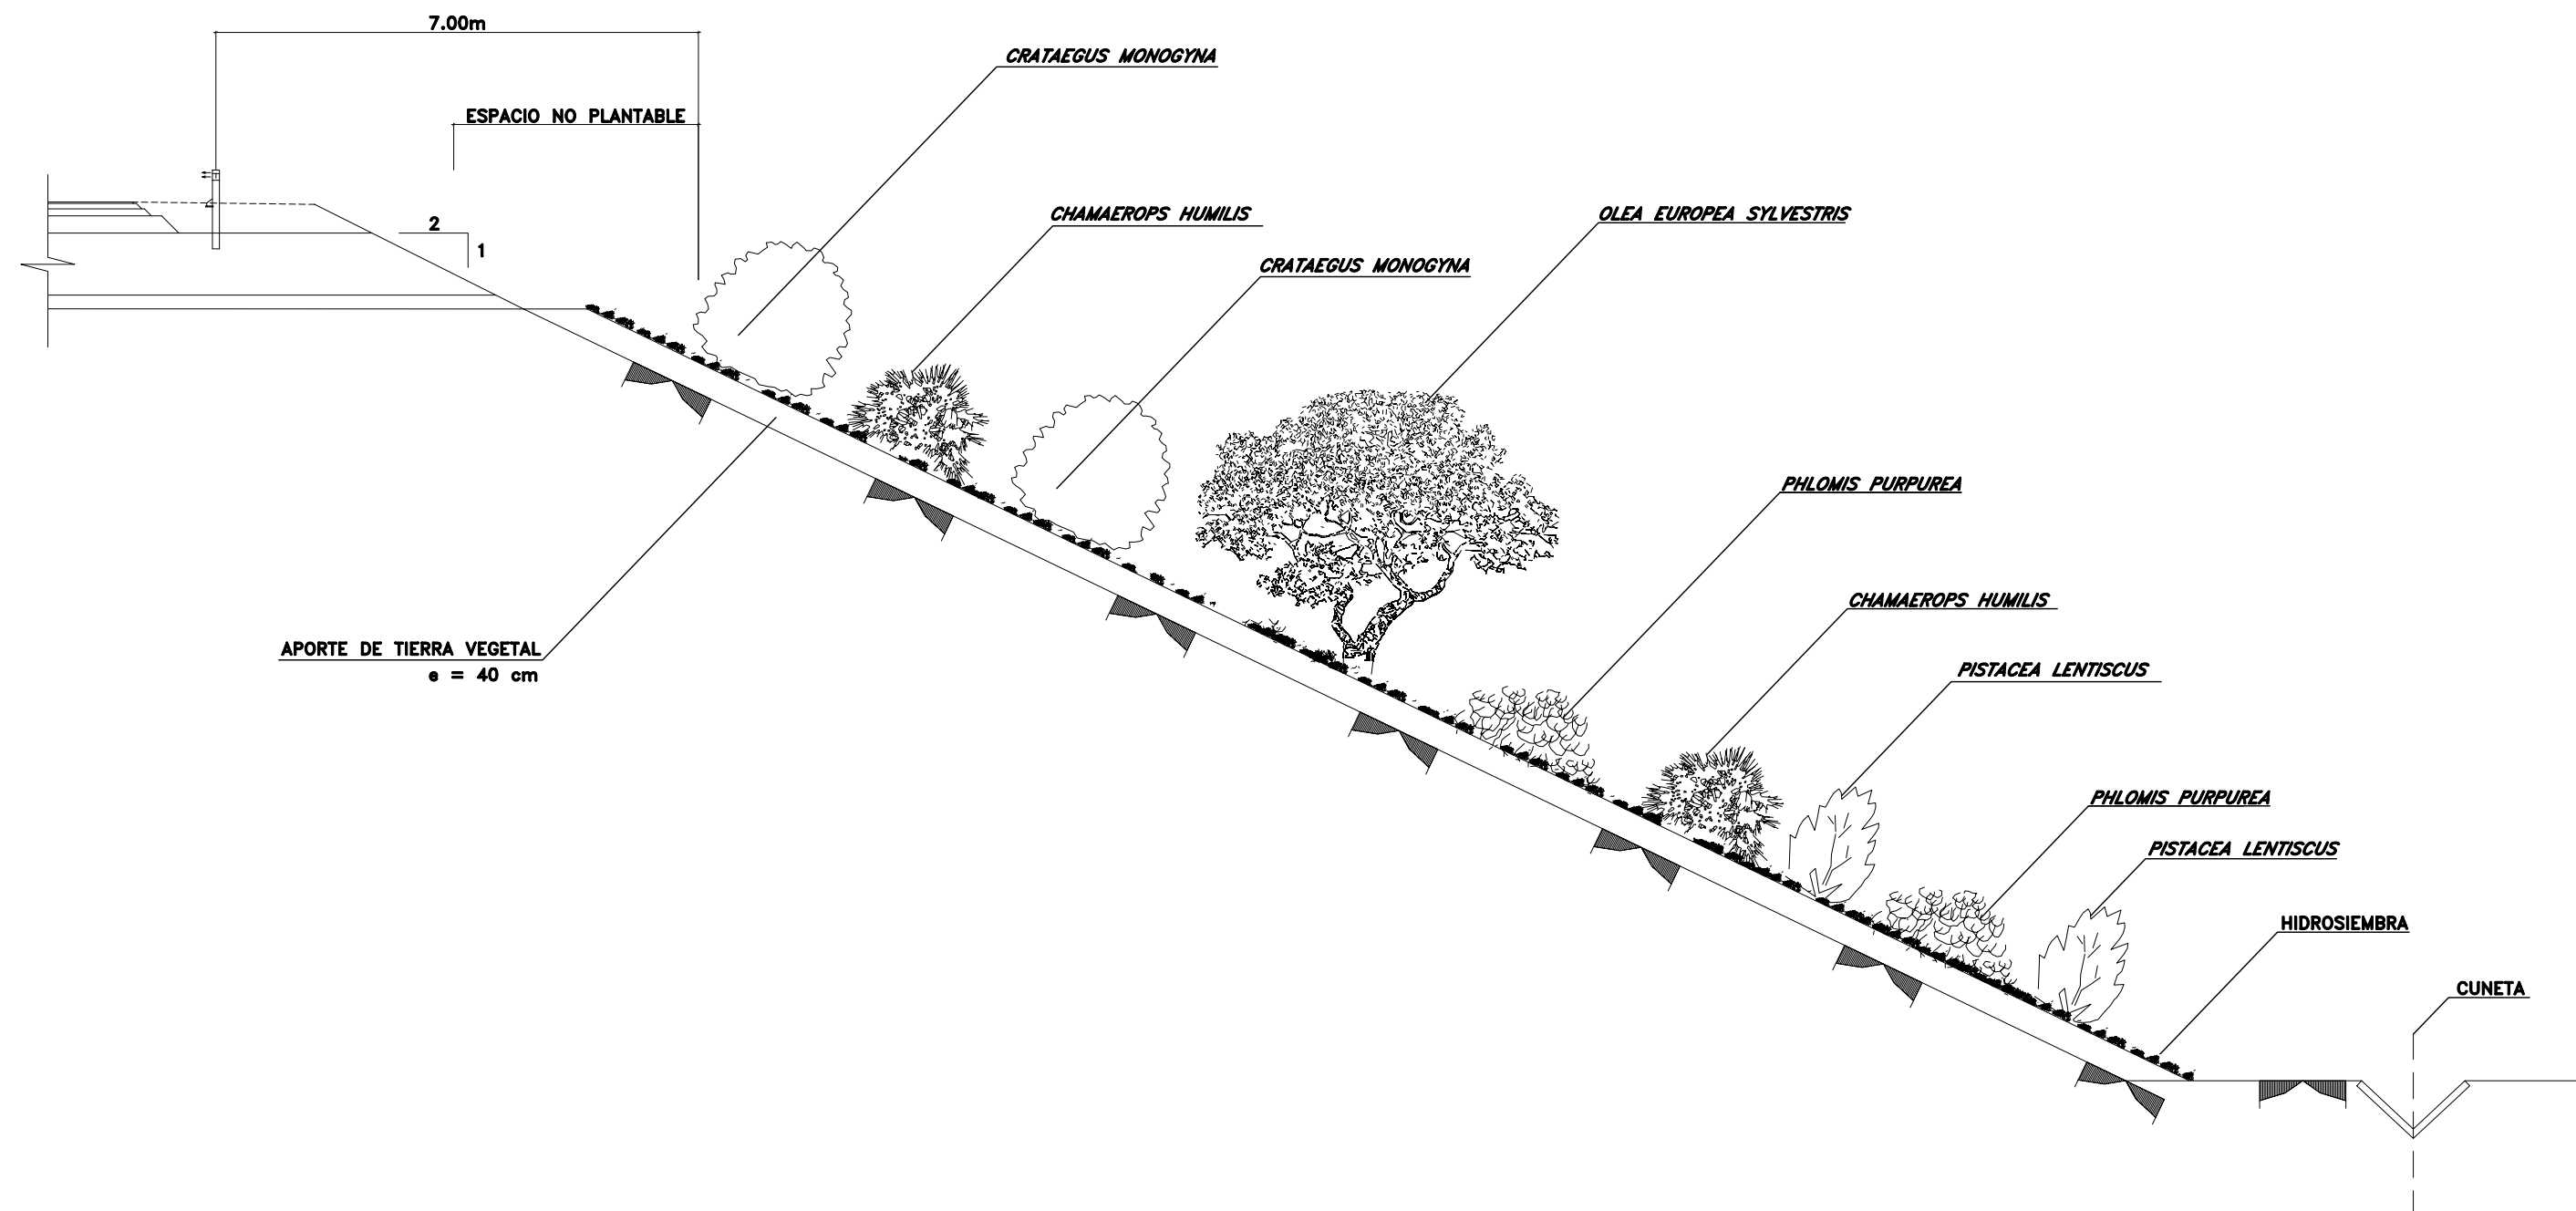 7.00m
CRATAEGUS MONOGYNA
ESPACIO NO PLANTABLE
CHAMAEROPS HUMILIS
OLEA EUROPEA SYLVESTRIS
2
1
CRATAEGUS MONOGYNA
PHLOMIS PURPUREA
CHAMAEROPS HUMILIS
APORTE DE TIERRA VEGETAL
e = 40 cm
PISTACEA LENTISCUS
PHLOMIS PURPUREA
PISTACEA LENTISCUS
HIDROSIEMBRA
CUNETA